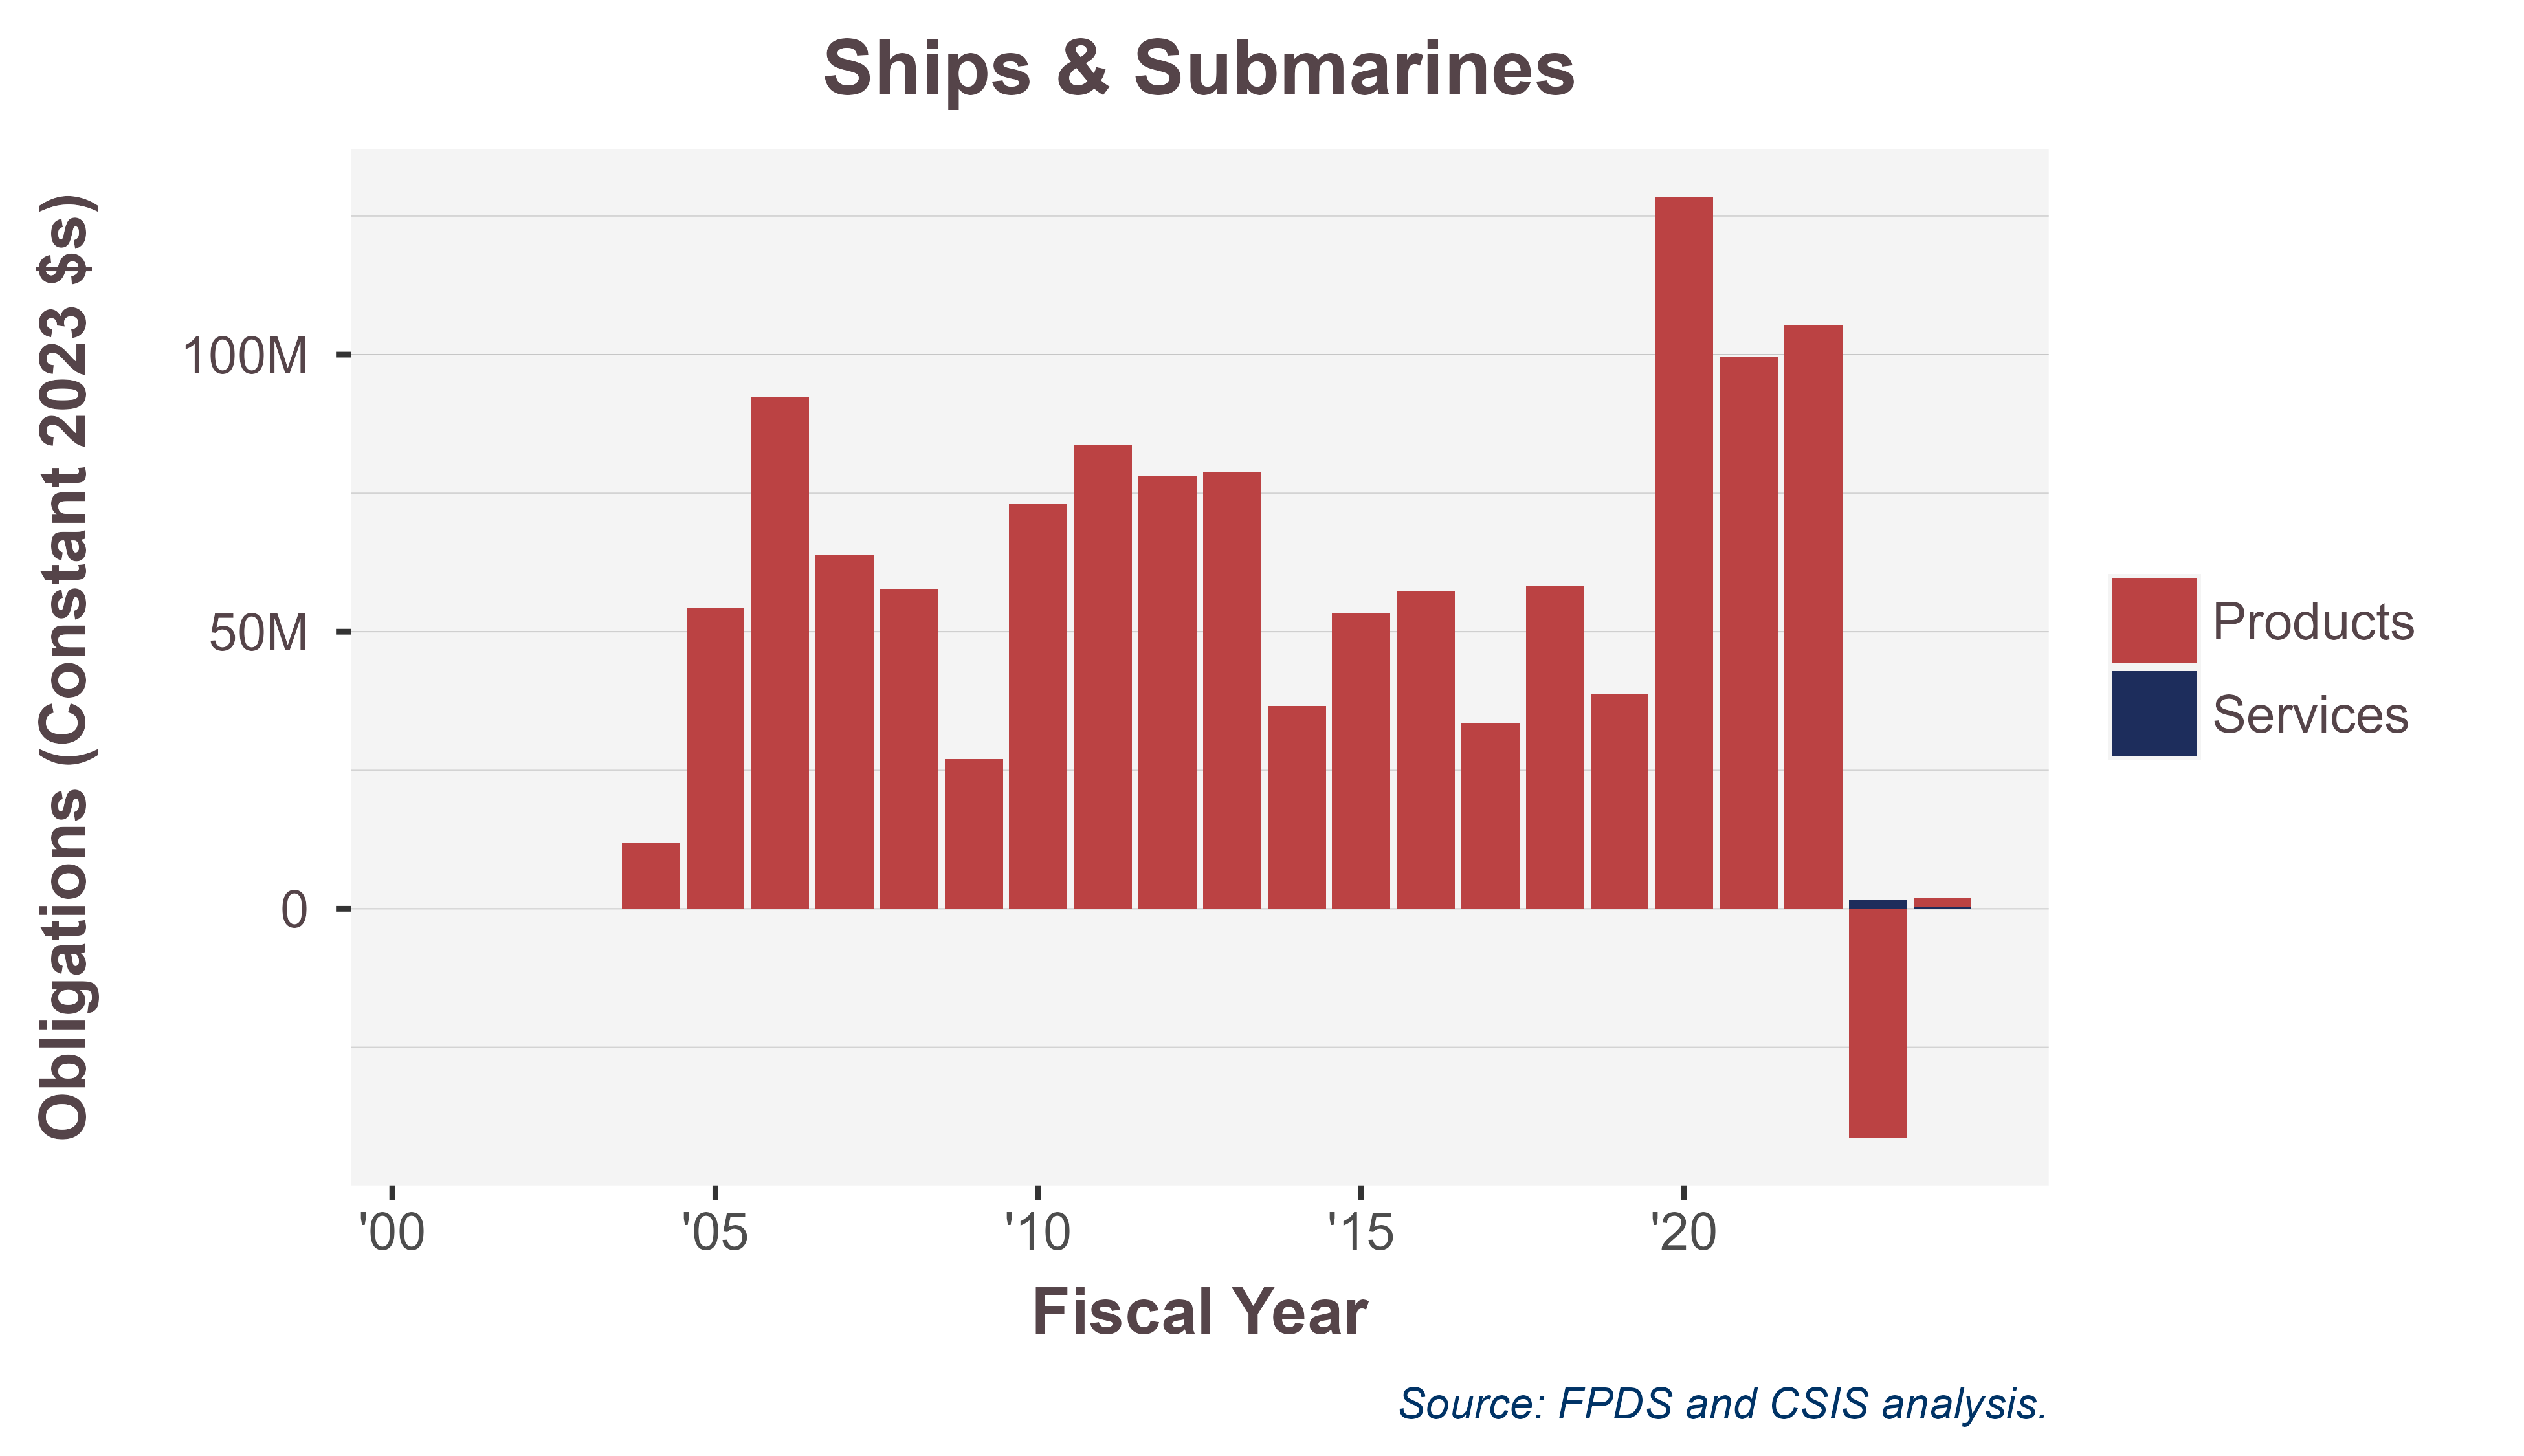 Ships & Submarines
Obligations (Constant 2023 $s)
100M
50M
0
Products
Services
'00 '05 '10 '15 '20
Fiscal Year
Source: FPDS and CSIS analysis.